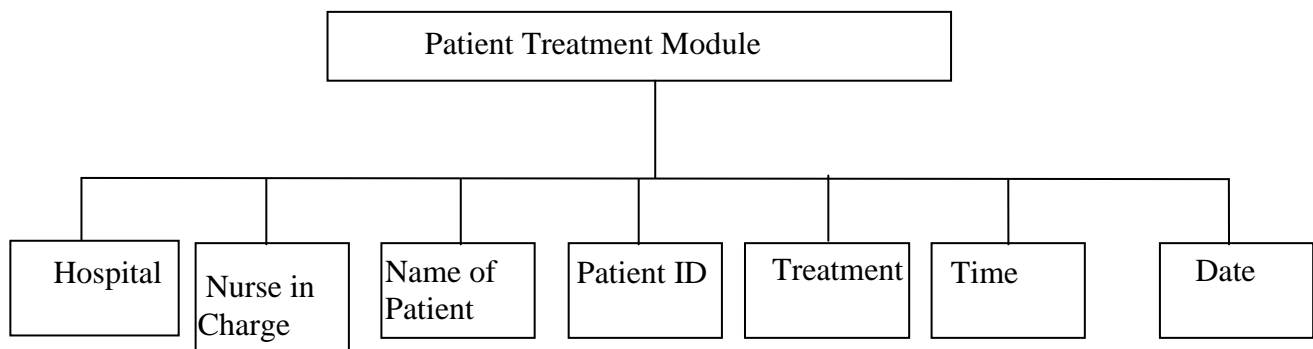 Patient Treatment Module
Hospital
Nurse in
Charge
Name of
Patient
Patient ID
Treatment
Time
Date